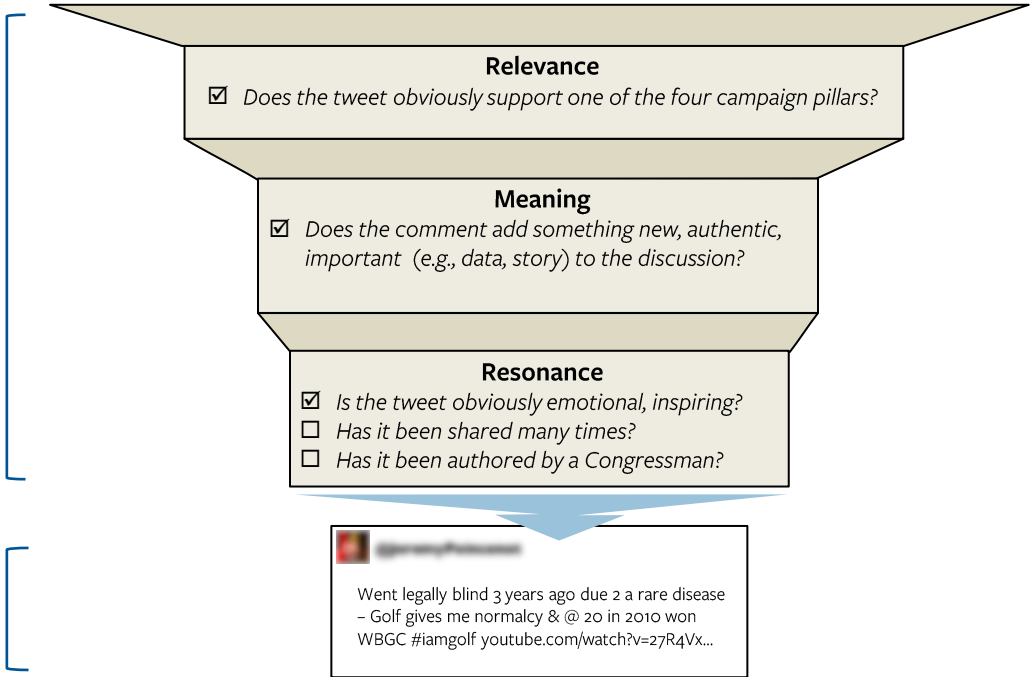 Relevance
☑ Does the tweet obviously support one of the four campaign pillars?
Meaning
☑ Does the comment add something new, authentic,
important (e.g., data, story) to the discussion?
Resonance
☑ Is the tweet obviously emotional, inspiring?
☐ Has it been shared many times?
☐ Has it been authored by a Congressman?
Went legally blind 3 years ago due 2 a rare disease
– Golf gives me normalcy & @ 20 in 2010 won
WBGC #iamgolf youtube.com/watch?v=27R4Vx...